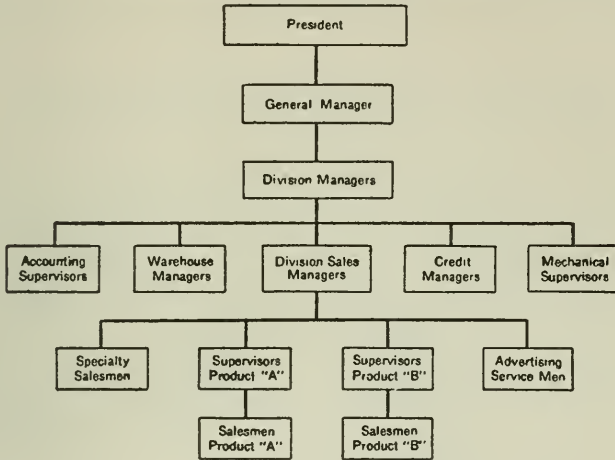 President
General Manager
Division Managers
Accounting
Supervisors
Warehouse
Managers
Division Sales
Managers
Credit
Managers
Mechanical
Supervisors
Specialty
Salesmen
Supervisors
Product "A"
Supervisors
Product "B"
Advertising
Service Men
Salesmen
Product "A"
Salesmen
Product "B"